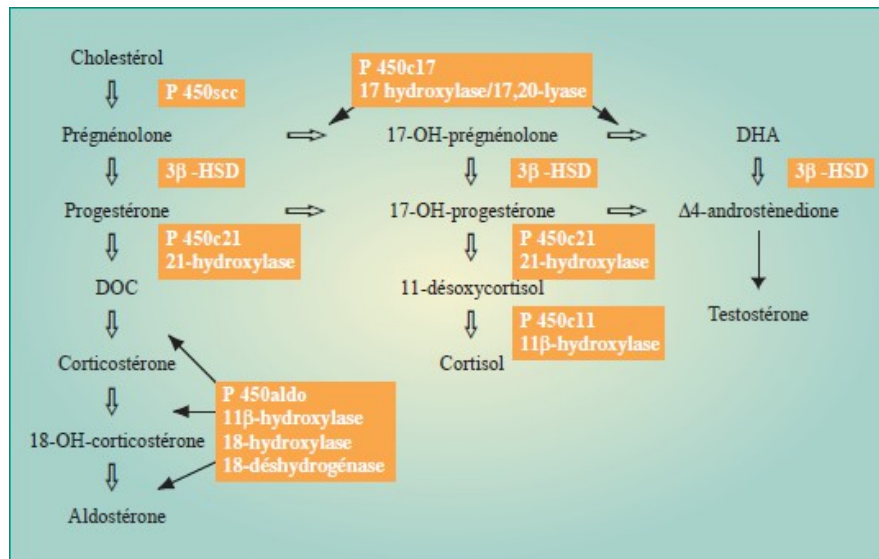 Cholestérol
P 450scc
P 450c17
17 hydroxylase/17,20-lyase
Prégnénolone
17-OH-prégnénolone
DHA
3β -HSD
3β -HSD
3β -HSD
Progestérone
17-OH-progestérone
Δ4-androstènedione
P 450c21
21-hydroxylase
P 450c21
21-hydroxylase
DOC
11-désoxycortisol
Testostérone
P 450c11
11β-hydroxylase
Corticostérone
Cortisol
P 450aldo
11β-hydroxylase
18-hydroxylase
18-déshydrogénase
18-OH-corticostérone
Aldostérone